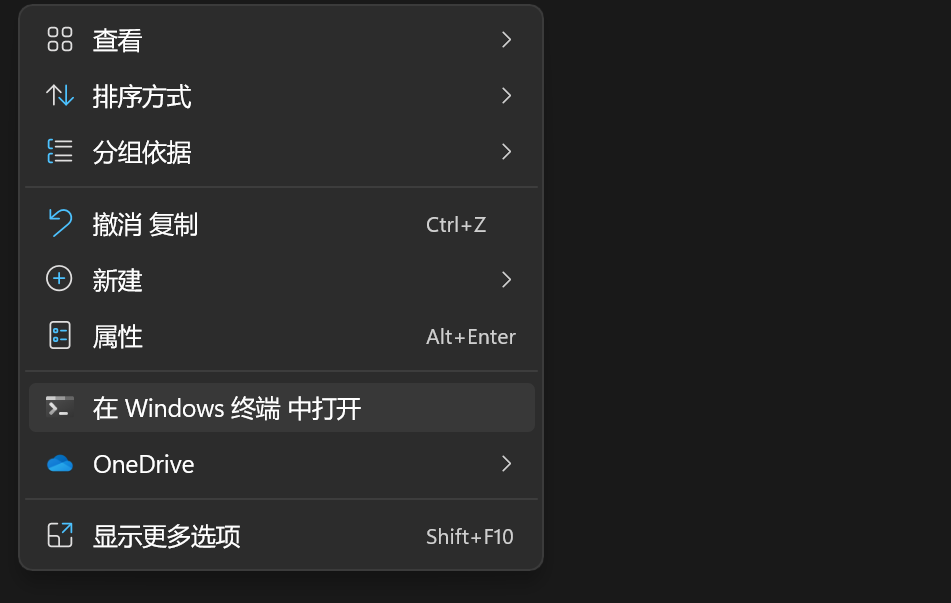 查看
排序方式
分组依据
撤消 复制 Ctrl+Z
新建
属性 Alt+Enter
在 Windows 终端 中打开
OneDrive
显示更多选项 Shift+F10